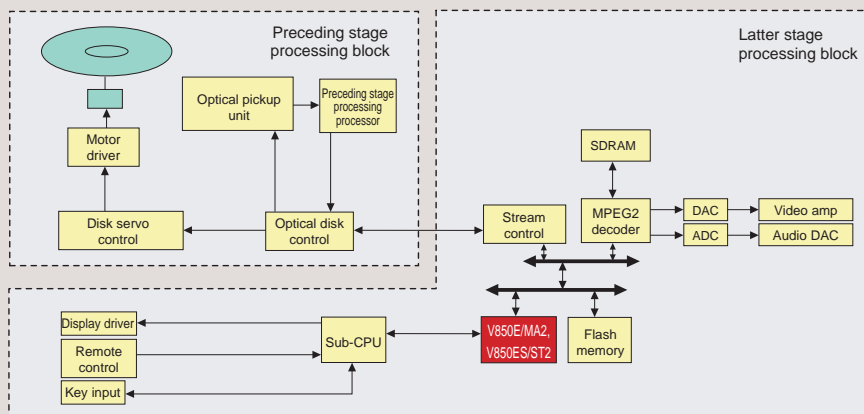 Preceding stage
processing block
Latter stage
processing block
Optical pickup
unit
Preceding stage
processing
processor
Motor
driver
SDRAM
Disk servo
control
Optical disk
control
Stream
control
MPEG2
decoder
DAC
Video amp
ADC
Audio DAC
Display driver
Remote
control
Key input
Sub-CPU
V850E/MA2,
V850ES/ST2
Flash
memory